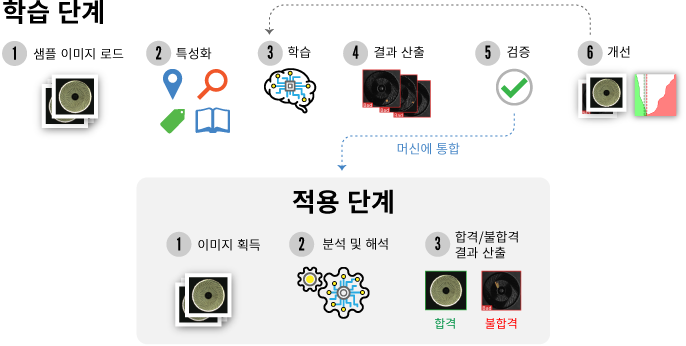 학습 단계
1 샘플 이미지 로드
2 특성화
3 학습
4 결과 산출
5 검증
6 개선
머신에 통합
적용 단계
1 이미지 획득
2 분석 및 해석
3 합격/불합격
결과 산출
합격
불합격